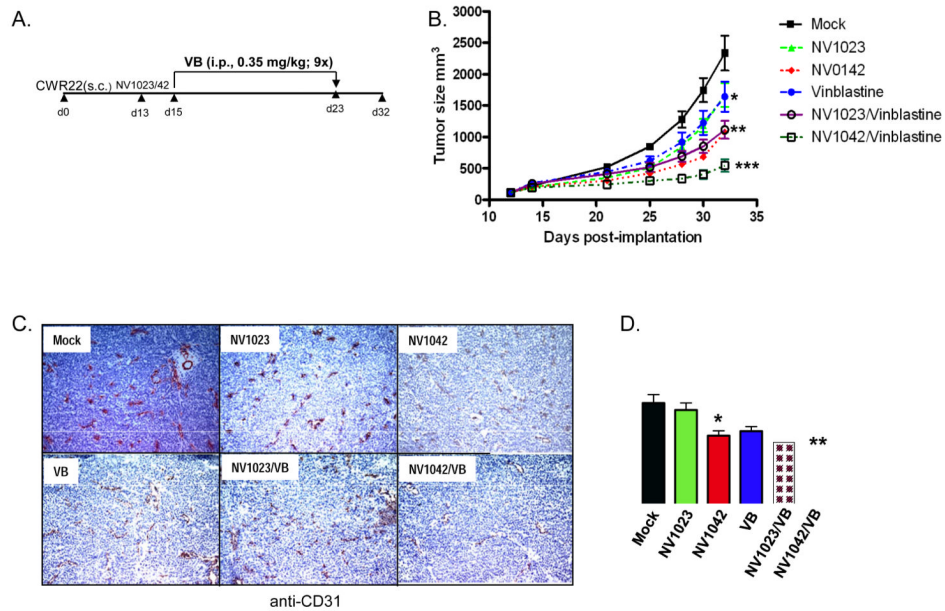 A.
VB (i.p., 0.35 mg/kg; 9x)
CWR22(s.c.) NV1023/42
d0 d13 d15 d23 d32
B.
Tumor size mm³
3000
2500
2000
1500
1000
500
0
10 15 20 25 30 35
Days post-implantation
*
**
***
Mock
NV1023
NV0142
Vinblastine
NV1023/Vinblastine
NV1042/Vinblastine
C.
Mock NV1023 NV1042
VB NV1023/VB NV1042/VB
anti-CD31
D.
*
**
Mock
NV1023
NV1042
VB
NV1023/VB
NV1042/VB